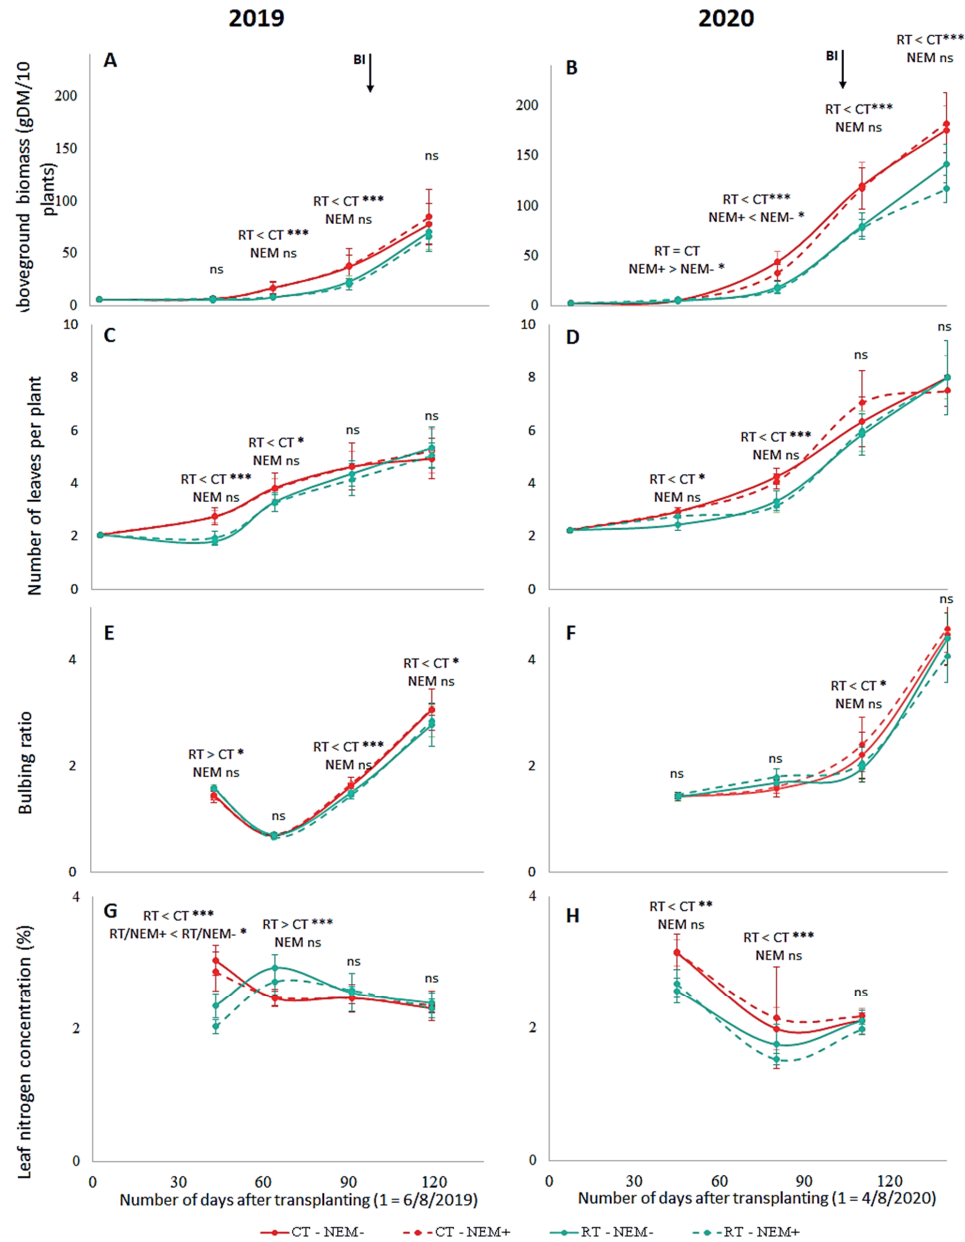 2019
2020
A
BI
B
BI
RT < CT***
NEM ns
RT < CT***
NEM ns
ns
RT < CT ***
NEM ns
RT < CT ***
NEM ns
ns
RT < CT***
NEM+ < NEM- *
RT = CT
NEM+ > NEM- *
boveground biomass (gDM/10
plants)
200
150
100
50
0
200
150
100
50
0
C
D
ns
ns
ns
ns
RT < CT *
NEM ns
RT < CT ***
NEM ns
RT < CT ***
NEM ns
RT < CT *
NEM ns
Number of leaves per plant
10
8
6
4
2
0
10
8
6
4
2
0
E
F
ns
RT < CT *
NEM ns
RT < CT *
NEM ns
RT > CT *
NEM ns
RT < CT ***
NEM ns
ns
ns
ns
Bulbing ratio
4
2
0
4
2
0
G
H
RT < CT ***
RT/NEM+ < RT/NEM- *
RT > CT ***
NEM ns
ns
ns
RT < CT **
NEM ns
RT < CT ***
NEM ns
ns
Leaf nitrogen concentration (%)
4
2
0
4
2
0
0 30 60 90 120
0 30 60 90 120
Number of days after transplanting (1 = 6/8/2019)
Number of days after transplanting (1 = 4/8/2020)
CT - NEM- CT - NEM+ RT - NEM- RT - NEM+